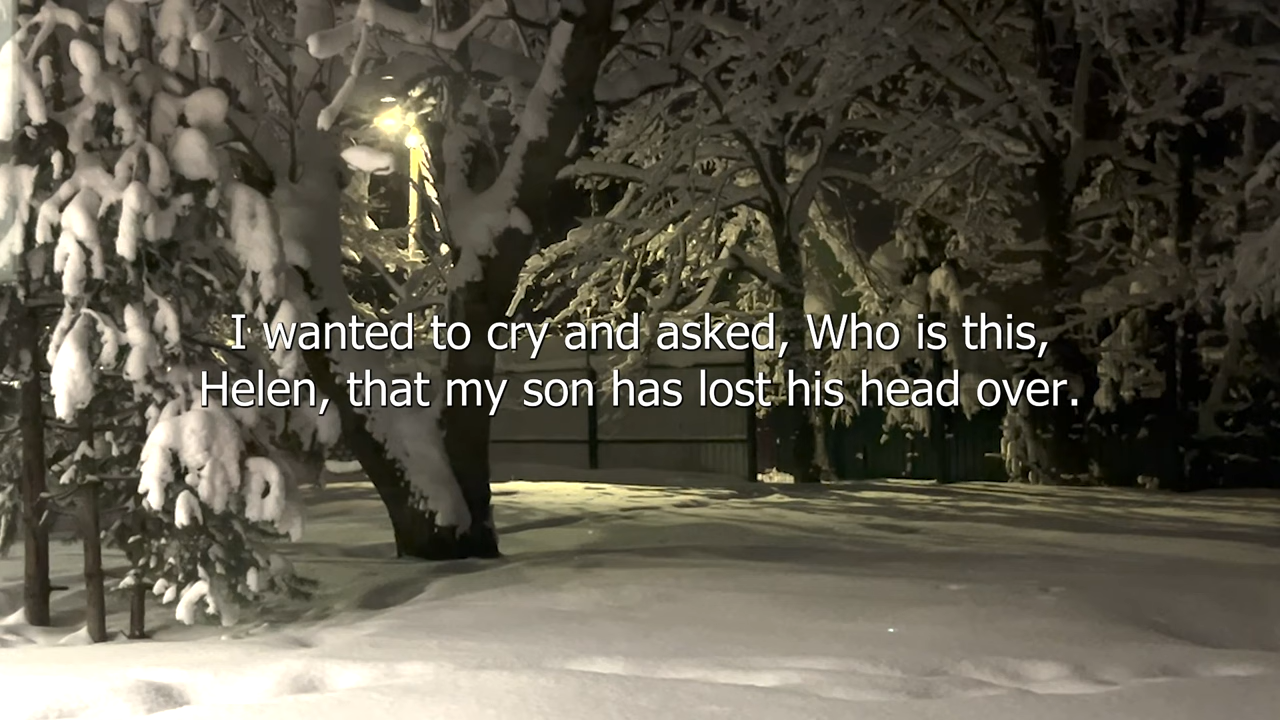 I wanted to cry and asked, Who is this,
Helen, that my son has lost his head over.